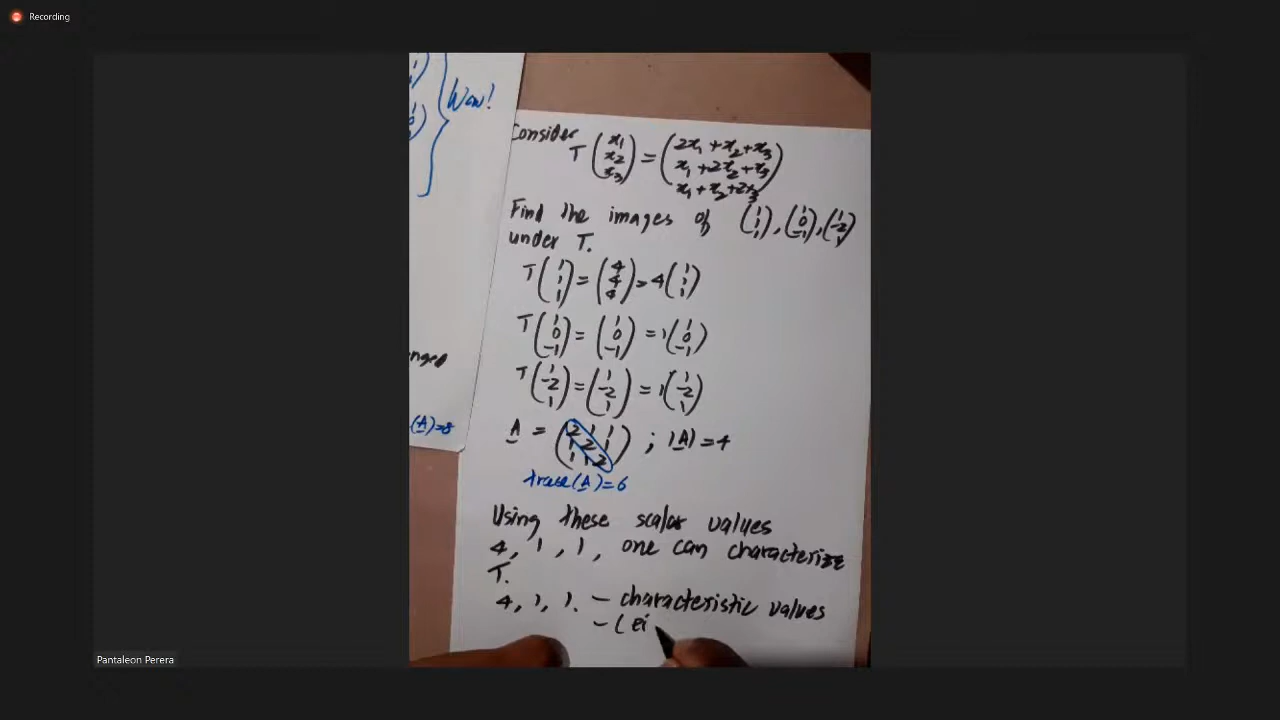 Recording
Wow!
Consider
T(x1 x2 x3) = (2x1 + x2 + x3, x1 + 2x2 + x3, x1 + x2 + 2x3)
Find the images of (1 1 1), (1 0 -1), (1 -2 1)
under T.
T(1 1 1) = (4 4 4) = 4(1 1 1)
T(1 0 -1) = (1 0 -1) = 1(1 0 -1)
T(1 -2 1) = (1 -2 1) = 1(1 -2 1)
A = (2 1 1, 1 2 1, 1 1 2) ; |A| = 4
trace(A) = 6
(A) = 8
Using these scalar values
4, 1, 1, one can characterize
T.
4, 1, 1. – characteristic values
– (ei
Pantaleon Perera